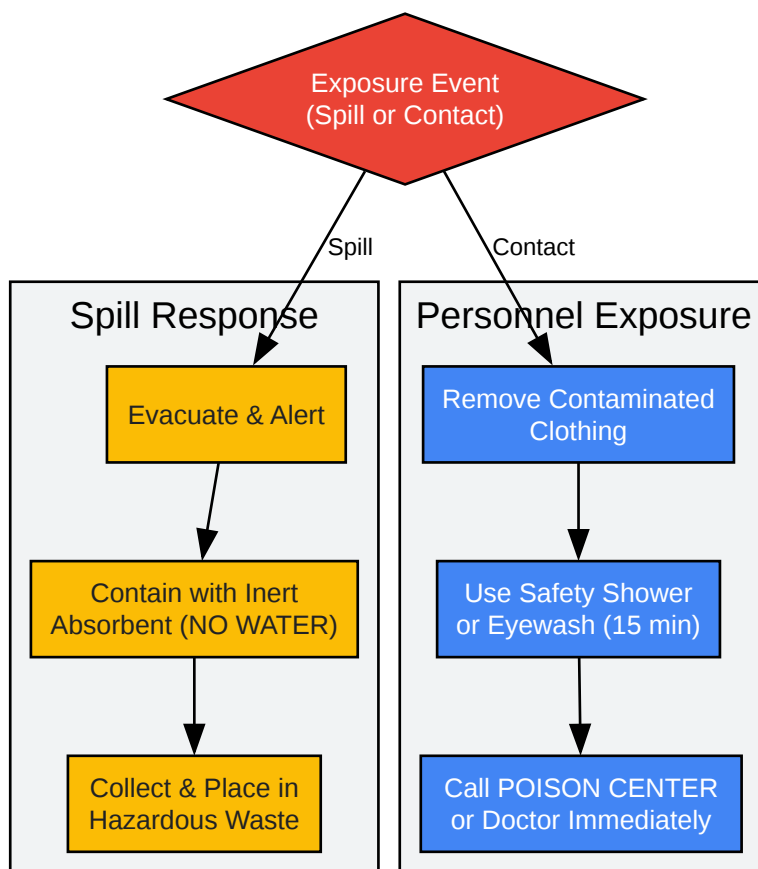 Exposure Event
(Spill or Contact)
Spill
Contact
Spill Response
Evacuate & Alert
Contain with Inert
Absorbent (NO WATER)
Collect & Place in
Hazardous Waste
Personnel Exposure
Remove Contaminated
Clothing
Use Safety Shower
or Eyewash (15 min)
Call POISON CENTER
or Doctor Immediately